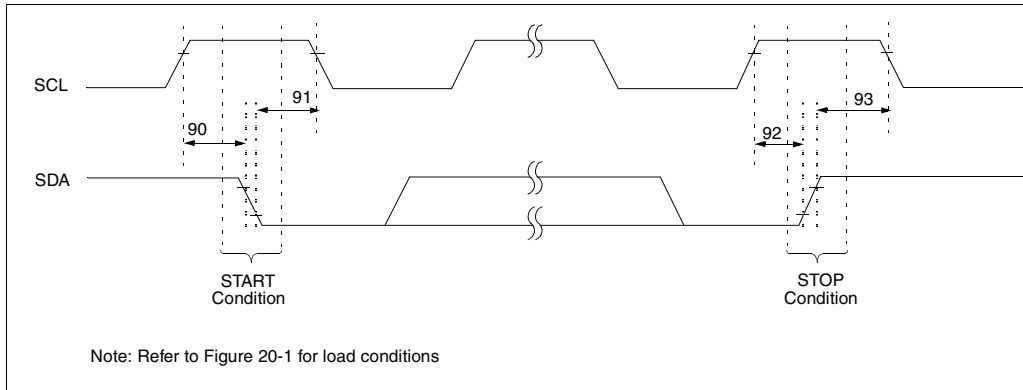 SCL
91
93
90
92
SDA
START
Condition
STOP
Condition
Note: Refer to Figure 20-1 for load conditions